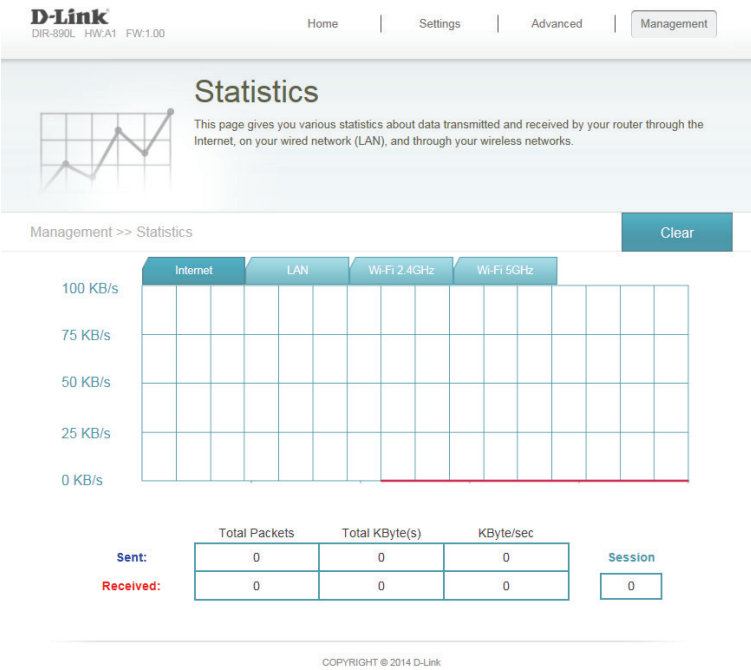 D-Link
DIR-890L HW:A1 FW:1.00
Home
Settings
Advanced
Management
Statistics
This page gives you various statistics about data transmitted and received by your router through the
Internet, on your wired network (LAN), and through your wireless networks.
Management >> Statistics
Clear
Internet
LAN
Wi-Fi 2.4GHz
Wi-Fi 5GHz
100 KB/s
75 KB/s
50 KB/s
25 KB/s
0 KB/s
Total Packets Total KByte(s) KByte/sec
Sent: 0 0 0 Session
Received: 0 0 0 0
COPYRIGHT © 2014 D-Link